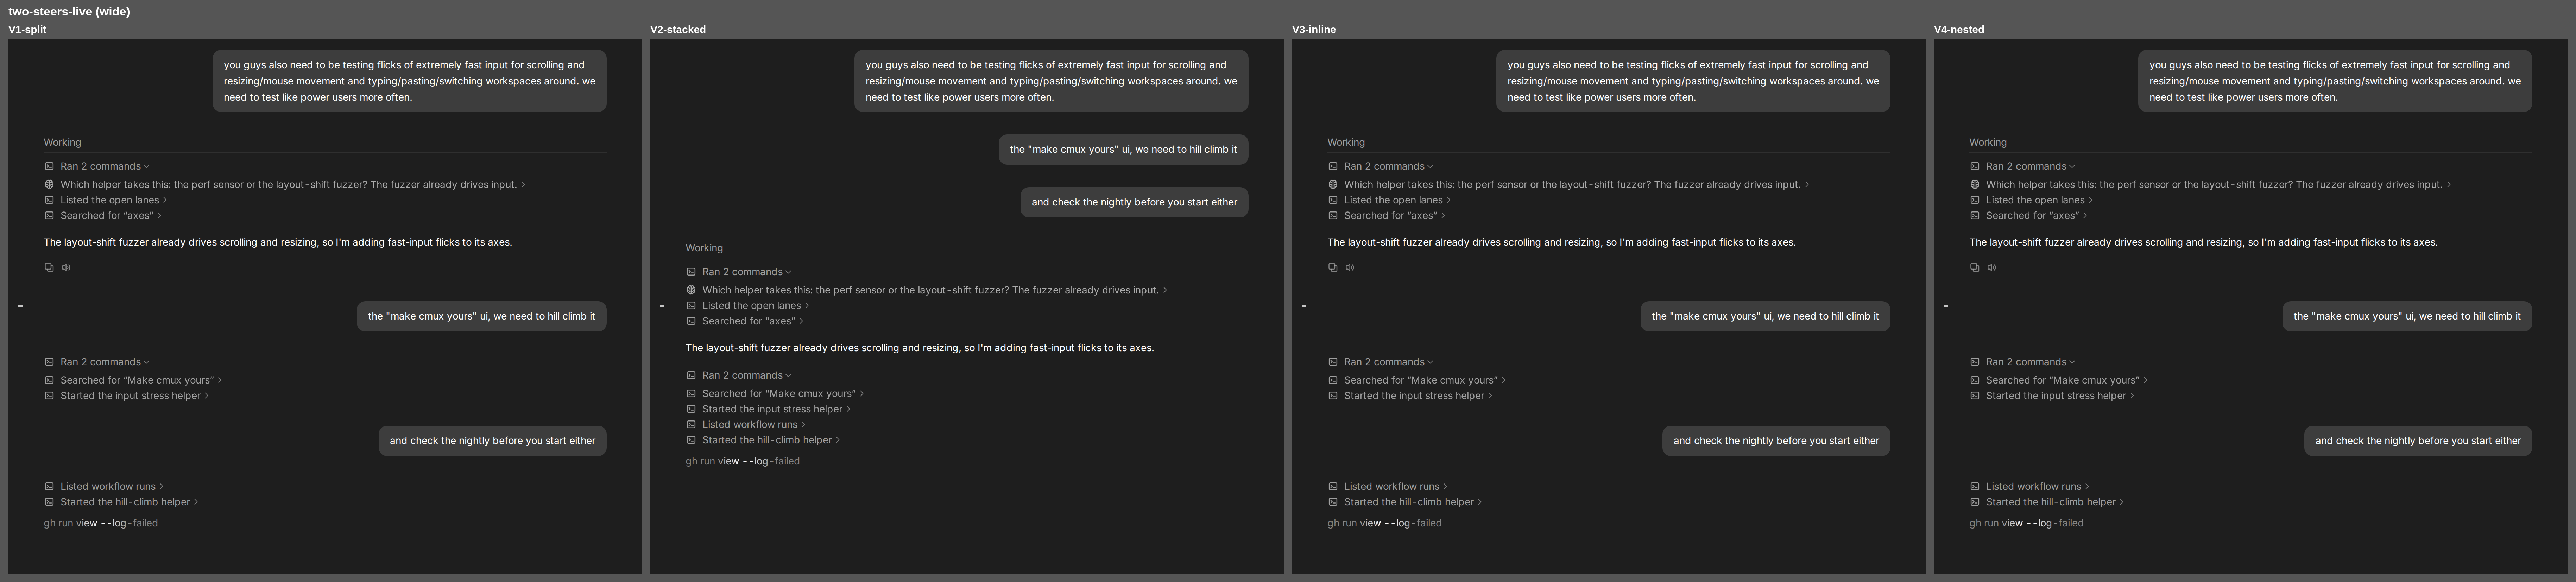 two-steers-live (wide)
V1-split
you guys also need to be testing flicks of extremely fast input for scrolling and
resizing/mouse movement and typing/pasting/switching workspaces around. we
need to test like power users more often.
Working
Ran 2 commands
Which helper takes this: the perf sensor or the layout-shift fuzzer? The fuzzer already drives input.
Listed the open lanes
Searched for “axes”
The layout-shift fuzzer already drives scrolling and resizing, so I'm adding fast-input flicks to its axes.
the "make cmux yours" ui, we need to hill climb it
Ran 2 commands
Searched for “Make cmux yours”
Started the input stress helper
and check the nightly before you start either
Listed workflow runs
Started the hill-climb helper
gh run view --log-failed
V2-stacked
you guys also need to be testing flicks of extremely fast input for scrolling and
resizing/mouse movement and typing/pasting/switching workspaces around. we
need to test like power users more often.
the "make cmux yours" ui, we need to hill climb it
and check the nightly before you start either
Working
Ran 2 commands
Which helper takes this: the perf sensor or the layout-shift fuzzer? The fuzzer already drives input.
Listed the open lanes
Searched for “axes”
The layout-shift fuzzer already drives scrolling and resizing, so I'm adding fast-input flicks to its axes.
Ran 2 commands
Searched for “Make cmux yours”
Started the input stress helper
Listed workflow runs
Started the hill-climb helper
gh run view --log-failed
V3-inline
you guys also need to be testing flicks of extremely fast input for scrolling and
resizing/mouse movement and typing/pasting/switching workspaces around. we
need to test like power users more often.
Working
Ran 2 commands
Which helper takes this: the perf sensor or the layout-shift fuzzer? The fuzzer already drives input.
Listed the open lanes
Searched for “axes”
The layout-shift fuzzer already drives scrolling and resizing, so I'm adding fast-input flicks to its axes.
the "make cmux yours" ui, we need to hill climb it
Ran 2 commands
Searched for “Make cmux yours”
Started the input stress helper
and check the nightly before you start either
Listed workflow runs
Started the hill-climb helper
gh run view --log-failed
V4-nested
you guys also need to be testing flicks of extremely fast input for scrolling and
resizing/mouse movement and typing/pasting/switching workspaces around. we
need to test like power users more often.
Working
Ran 2 commands
Which helper takes this: the perf sensor or the layout-shift fuzzer? The fuzzer already drives input.
Listed the open lanes
Searched for “axes”
The layout-shift fuzzer already drives scrolling and resizing, so I'm adding fast-input flicks to its axes.
the "make cmux yours" ui, we need to hill climb it
Ran 2 commands
Searched for “Make cmux yours”
Started the input stress helper
and check the nightly before you start either
Listed workflow runs
Started the hill-climb helper
gh run view --log-failed